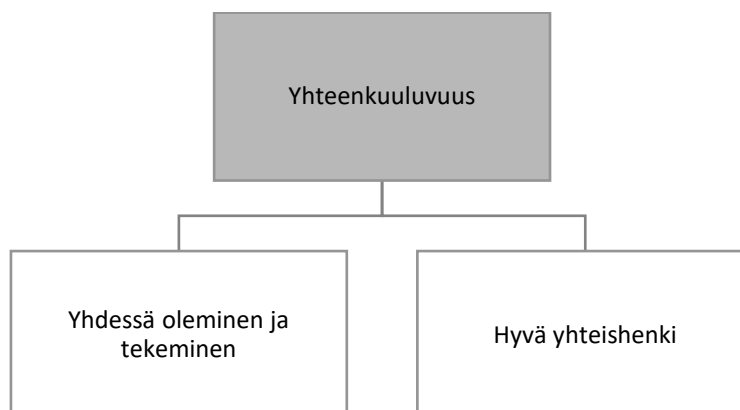 Yhteenkuuluvuus
Yhdessä oleminen ja
tekeminen
Hyvä yhteishenki